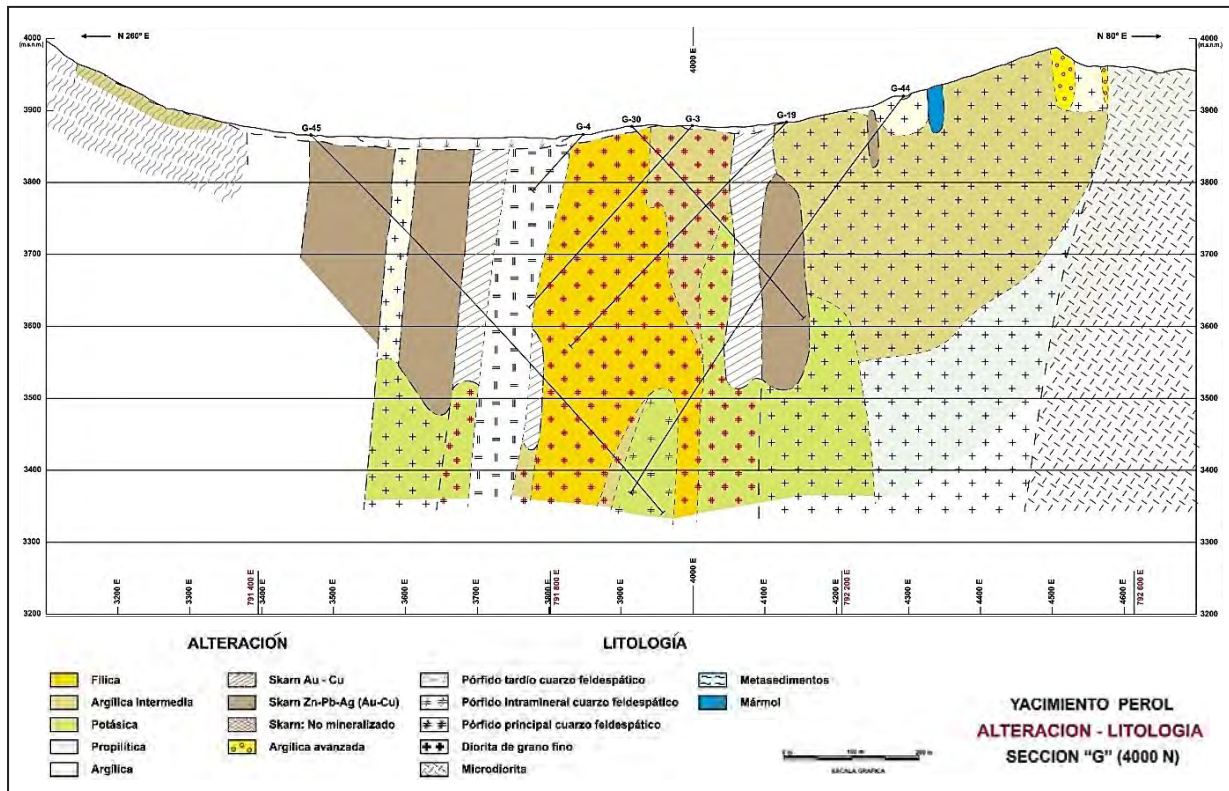 4000
(m.s.n.m.)
N 260° E
4000 E
N 80° E
4000
(m.s.n.m.)
3900
3900
G-45
G-4
G-30
G-3
G-19
G-44
3800
3800
3700
3700
3600
3600
3500
3500
3400
3400
3300
3300
3200
3200
3200 E
3300 E
791 400 E
3400 E
3500 E
3600 E
3700 E
3800 E
791 800 E
3900 E
4000 E
4100 E
4200 E
792 200 E
4300 E
4400 E
4500 E
4600 E
792 600 E
ALTERACIÓN
LITOLOGÍA
Fílica
Skarn Au - Cu
Pórfido tardío cuarzo feldespático
Metasedimentos
Argílica Intermedia
Skarn Zn-Pb-Ag (Au-Cu)
Pórfido Intramineral cuarzo feldespático
Mármol
Potásica
Skarn: No mineralizado
Pórfido principal cuarzo feldespático
Propilítica
Argílica avanzada
Diorita de grano fino
Argílica
Microdiorita
YACIMIENTO PEROL
ALTERACION - LITOLOGIA
SECCION "G" (4000 N)
0 m
100 m
200 m
ESCALA GRAFICA